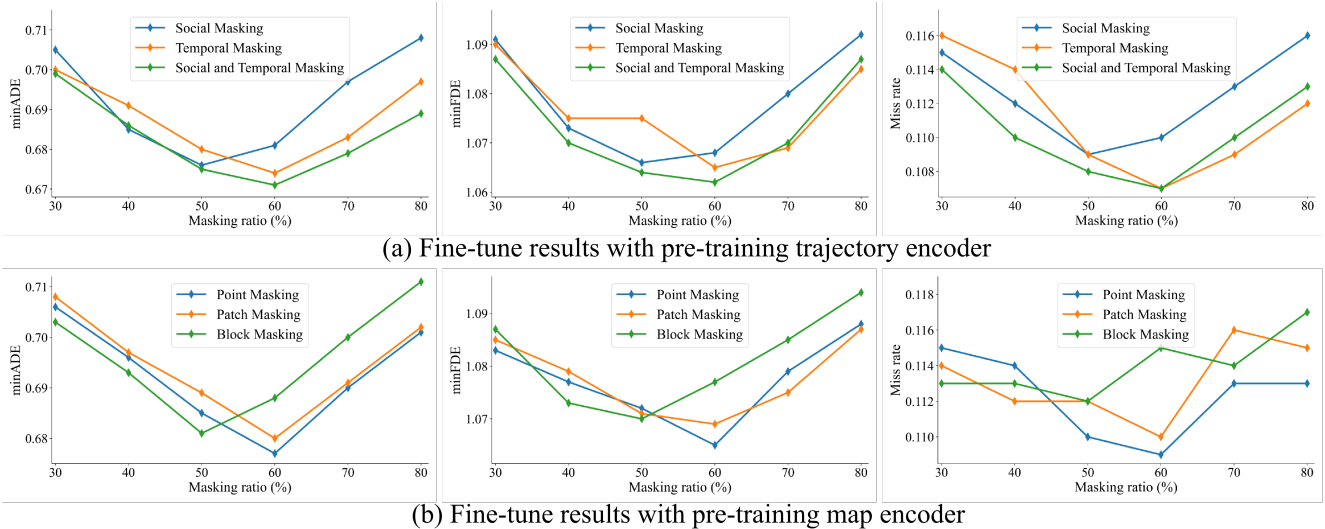 0.71
0.70
0.69
0.68
0.67
minADE
Social Masking
Temporal Masking
Social and Temporal Masking
30 40 50 60 70 80
Masking ratio (%)
1.09
1.08
1.07
1.06
minFDE
Social Masking
Temporal Masking
Social and Temporal Masking
30 40 50 60 70 80
Masking ratio (%)
0.116
0.114
0.112
0.110
0.108
Miss rate
Social Masking
Temporal Masking
Social and Temporal Masking
30 40 50 60 70 80
Masking ratio (%)
(a) Fine-tune results with pre-training trajectory encoder
0.71
0.70
0.69
0.68
minADE
Point Masking
Patch Masking
Block Masking
30 40 50 60 70 80
Masking ratio (%)
1.09
1.08
1.07
minFDE
Point Masking
Patch Masking
Block Masking
30 40 50 60 70 80
Masking ratio (%)
0.118
0.116
0.114
0.112
0.110
Miss rate
Point Masking
Patch Masking
Block Masking
30 40 50 60 70 80
Masking ratio (%)
(b) Fine-tune results with pre-training map encoder